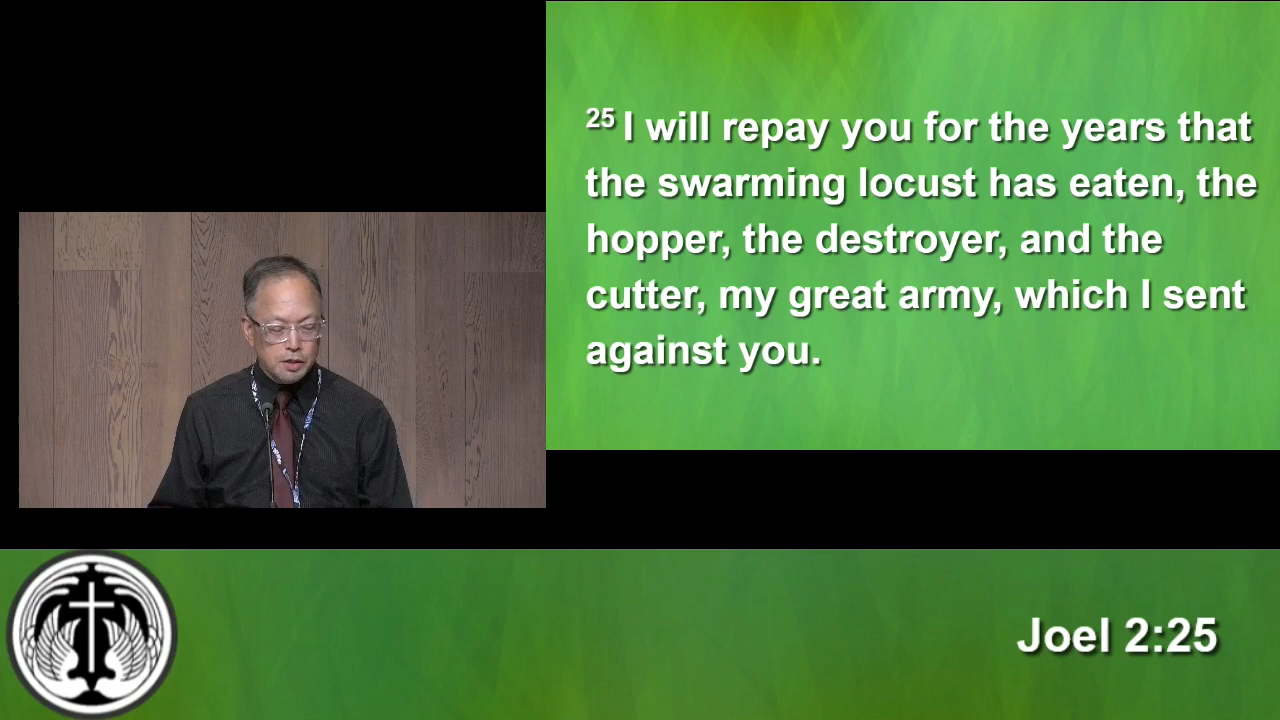 25 I will repay you for the years that
the swarming locust has eaten, the
hopper, the destroyer, and the
cutter, my great army, which I sent
against you.
Joel 2:25